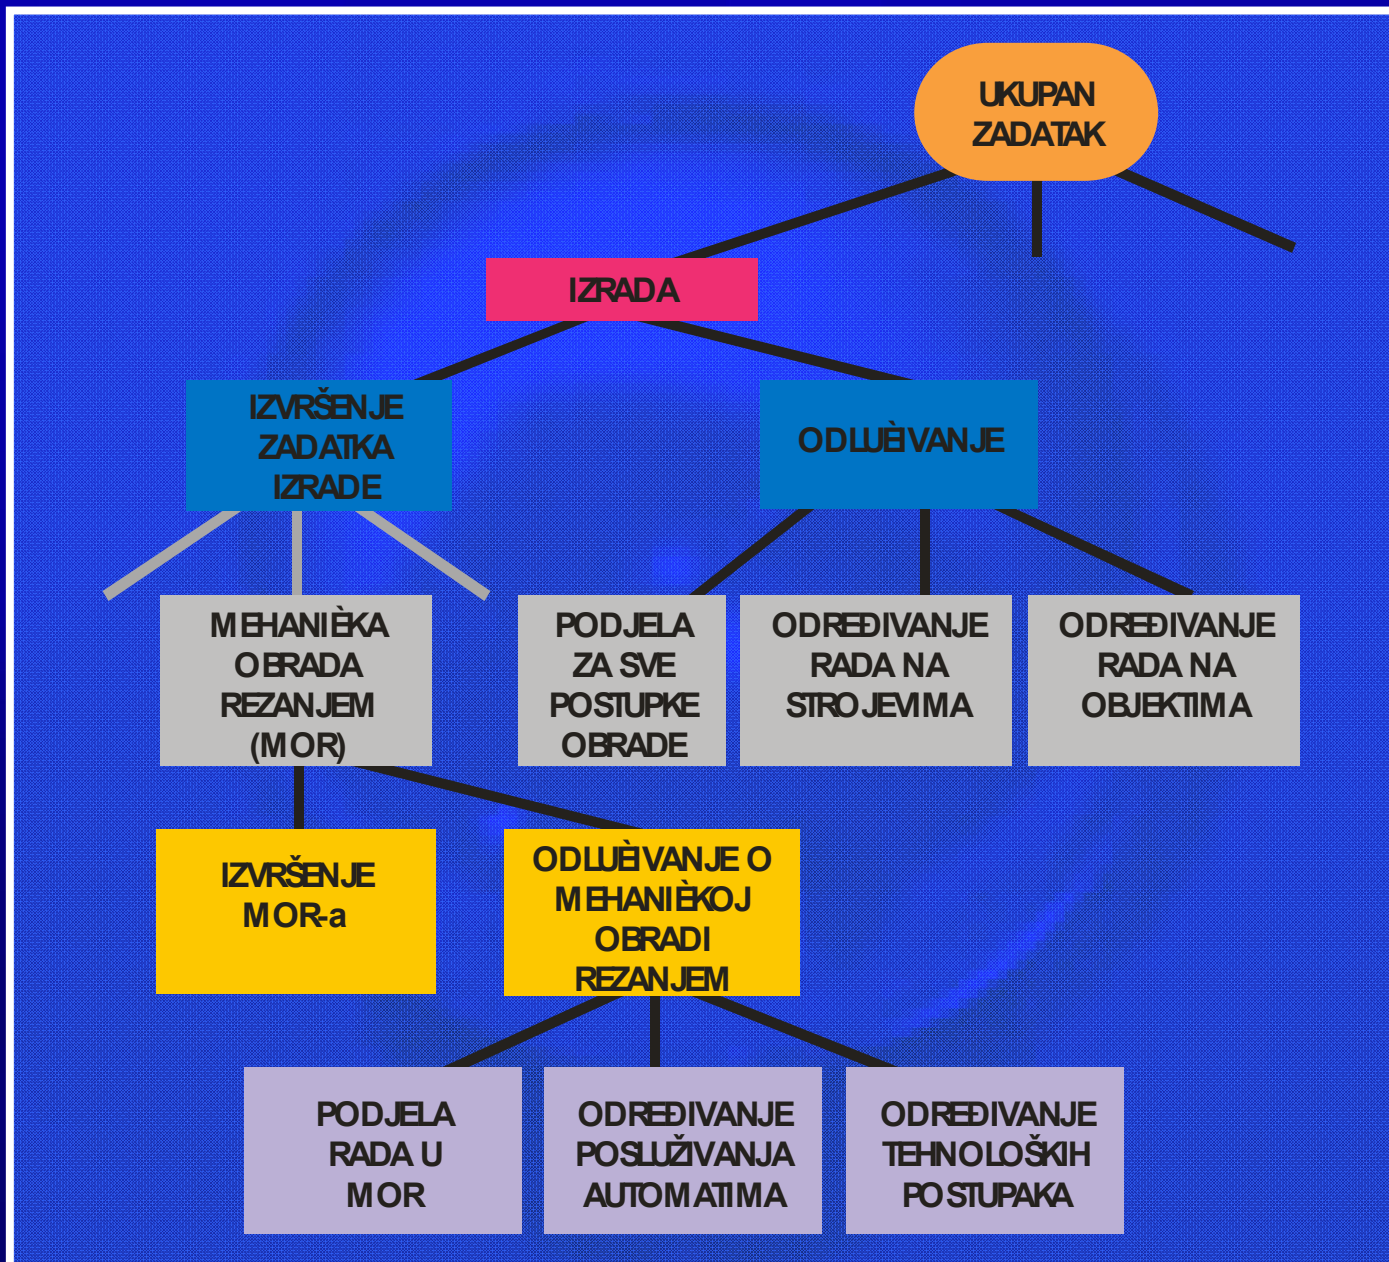 UKUPAN
ZADATAK
IZRADA
IZVRŠENJE
ZADATKA
IZRADE
ODLUÈIVANJE
MEHANIÈKA
OBRADA
REZANJEM
(MOR)
PODJELA
ZA SVE
POSTUPKE
OBRADE
ODREĐIVANJE
RADA NA
STROJEVIMA
ODREĐIVANJE
RADA NA
OBJEKTIMA
IZVRŠENJE
MOR-a
ODLUÈIVANJE O
MEHANIÈKOJ
OBRADI
REZANJEM
PODJELA
RADA U
MOR
ODREĐIVANJE
POSLUŽIVANJA
AUTOMATIMA
ODREĐIVANJE
TEHNOLOŠKIH
POSTUPAKA